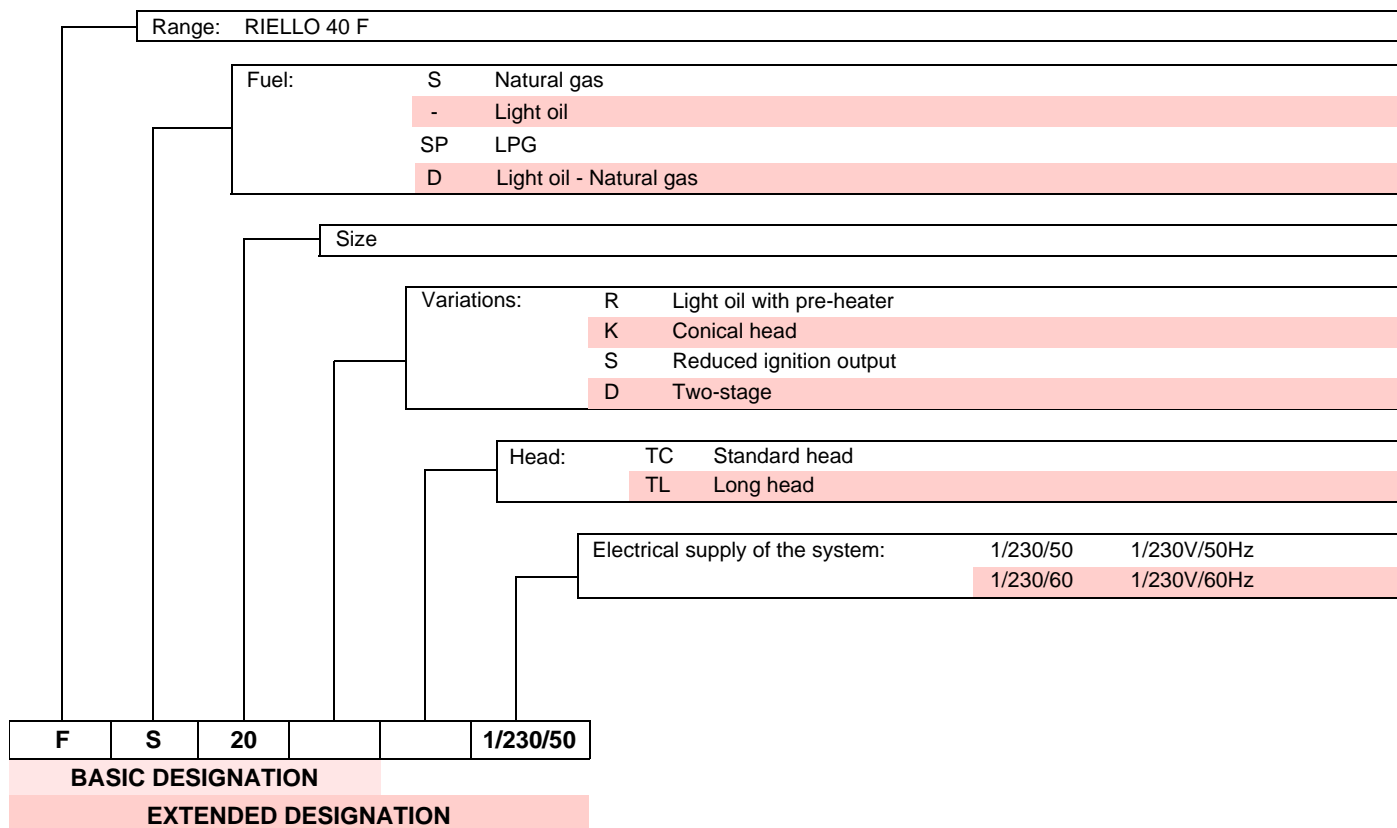 Range: RIELLO 40 F
Fuel: S Natural gas
- Light oil
SP LPG
D Light oil - Natural gas
Size
Variations: R Light oil with pre-heater
K Conical head
S Reduced ignition output
D Two-stage
Head: TC Standard head
TL Long head
Electrical supply of the system: 1/230/50 1/230V/50Hz
1/230/60 1/230V/60Hz
F S 20 1/230/50
BASIC DESIGNATION
EXTENDED DESIGNATION